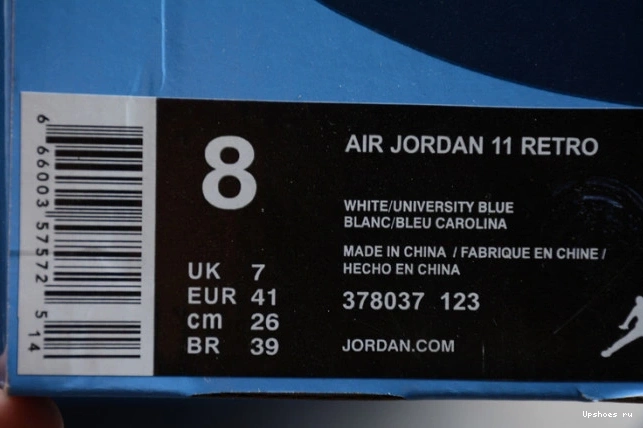 6 66003 57572 5 14
8
UK 7
EUR 41
cm 26
BR 39
AIR JORDAN 11 RETRO
WHITE/UNIVERSITY BLUE
BLANC/BLEU CAROLINA
MADE IN CHINA / FABRIQUE EN CHINE /
HECHO EN CHINA
378037 123
JORDAN.COM
Upshoes ru